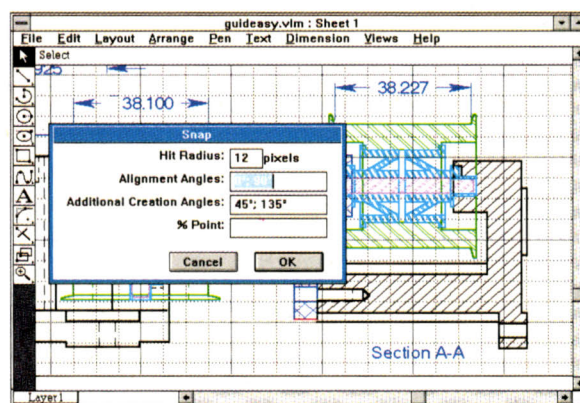 guideasy.vlm : Sheet 1
File Edit Layout Arrange Pen Text Dimension Views Help
Select
.925
38.100
38.227
Snap
Hit Radius: 12 pixels
Alignment Angles:
Additional Creation Angles: 45°; 135°
% Point:
Cancel OK
Section A-A
Layer1